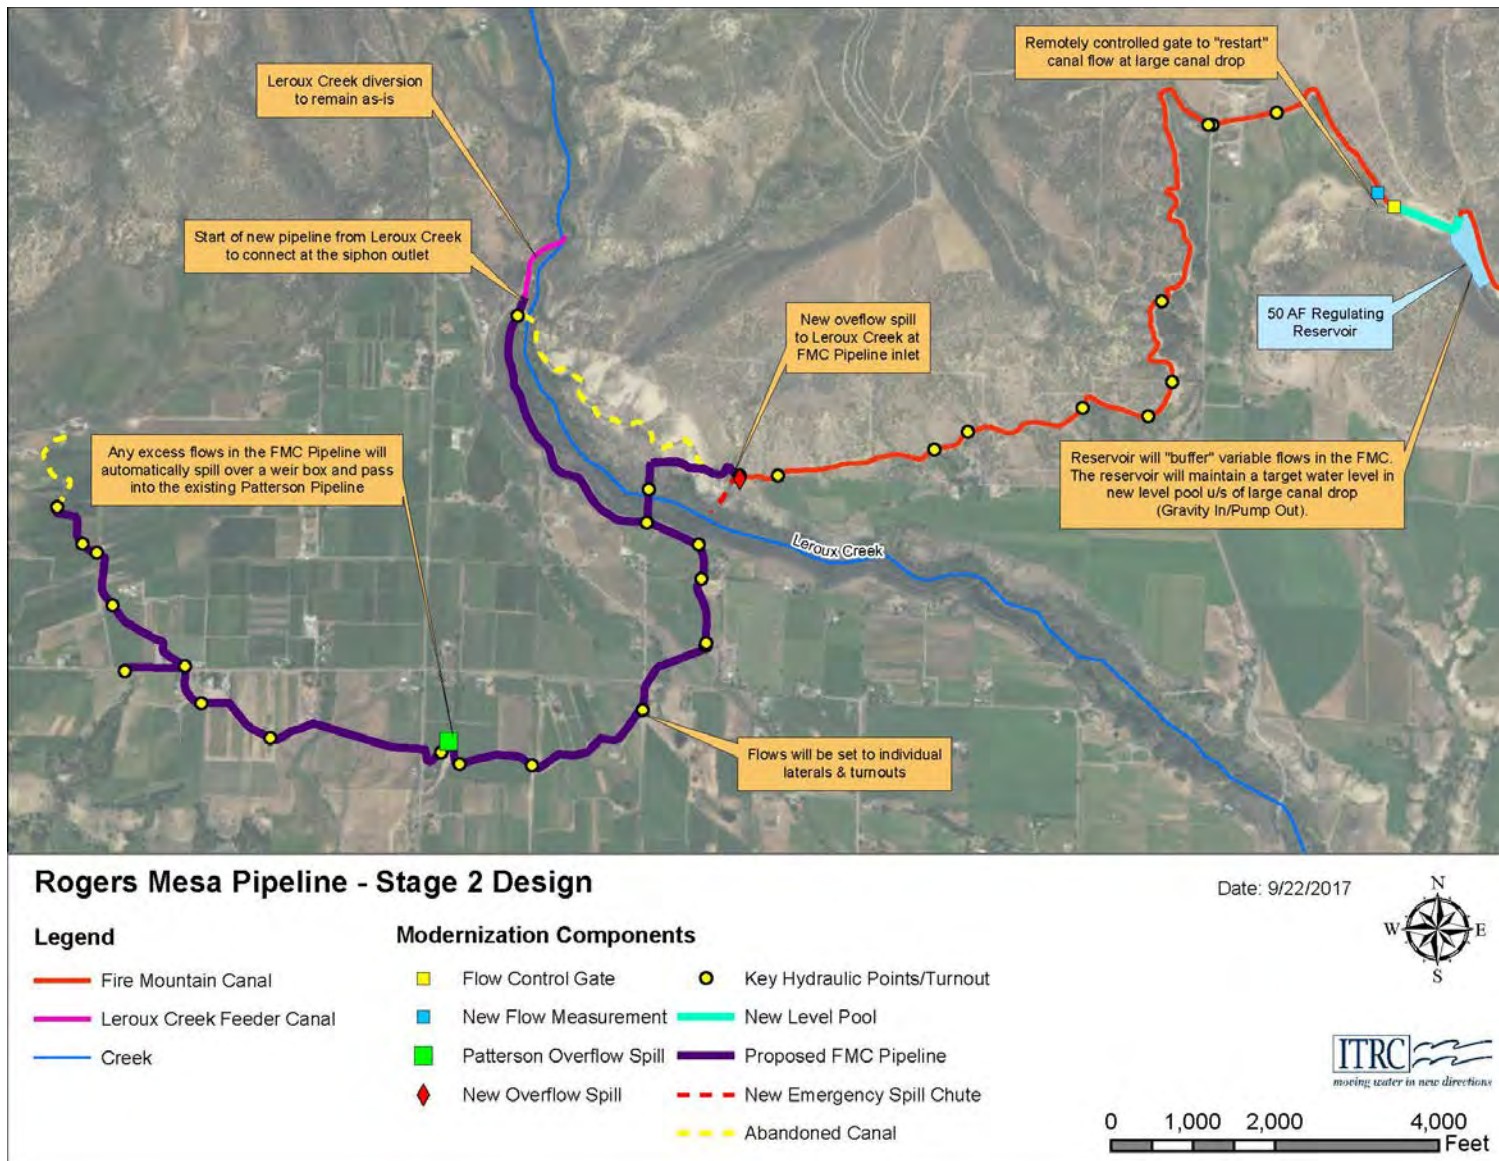 Remotely controlled gate to "restart"
canal flow at large canal drop
Leroux Creek diversion
to remain as-is
Start of new pipeline from Leroux Creek
to connect at the siphon outlet
New oveflow spill
to Leroux Creek at
FMC Pipeline inlet
50 AF Regulating
Reservoir
Any excess flows in the FMC Pipeline will
automatically spill over a weir box and pass
into the existing Patterson Pipeline
Reservoir will "buffer" variable flows in the FMC.
The reservoir will maintain a target water level in
new level pool u/s of large canal drop
(Gravity In/Pump Out).
Leroux Creek
Flows will be set to individual
laterals & turnouts
Rogers Mesa Pipeline - Stage 2 Design
Date: 9/22/2017
N
W E
S
Legend
Fire Mountain Canal
Leroux Creek Feeder Canal
Creek
Modernization Components
Flow Control Gate
New Flow Measurement
Patterson Overflow Spill
New Overflow Spill
Key Hydraulic Points/Turnout
New Level Pool
Proposed FMC Pipeline
New Emergency Spill Chute
Abandoned Canal
ITRC
moving water in new directions
0 1,000 2,000 4,000
Feet